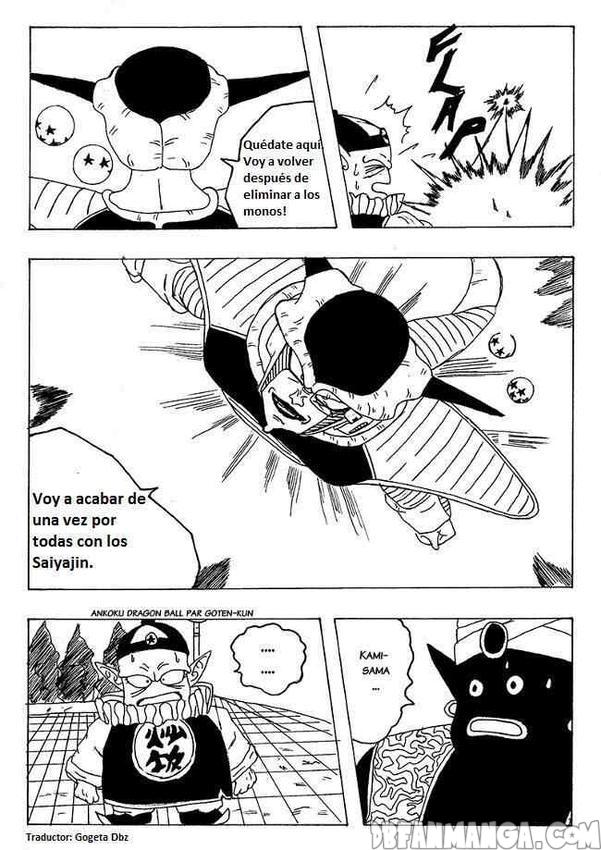 Quédate aquí
Voy a volver
después de
eliminar a los
monos!
FLAP
Voy a acabar de
una vez por
todas con los
Saiyajin.
ANKOKU DRAGON BALL PAR GOTEN-KUN
....
....
KAMI-
SAMA
...
Traductor: Gogeta Dbz
DBFANMANGA.COM